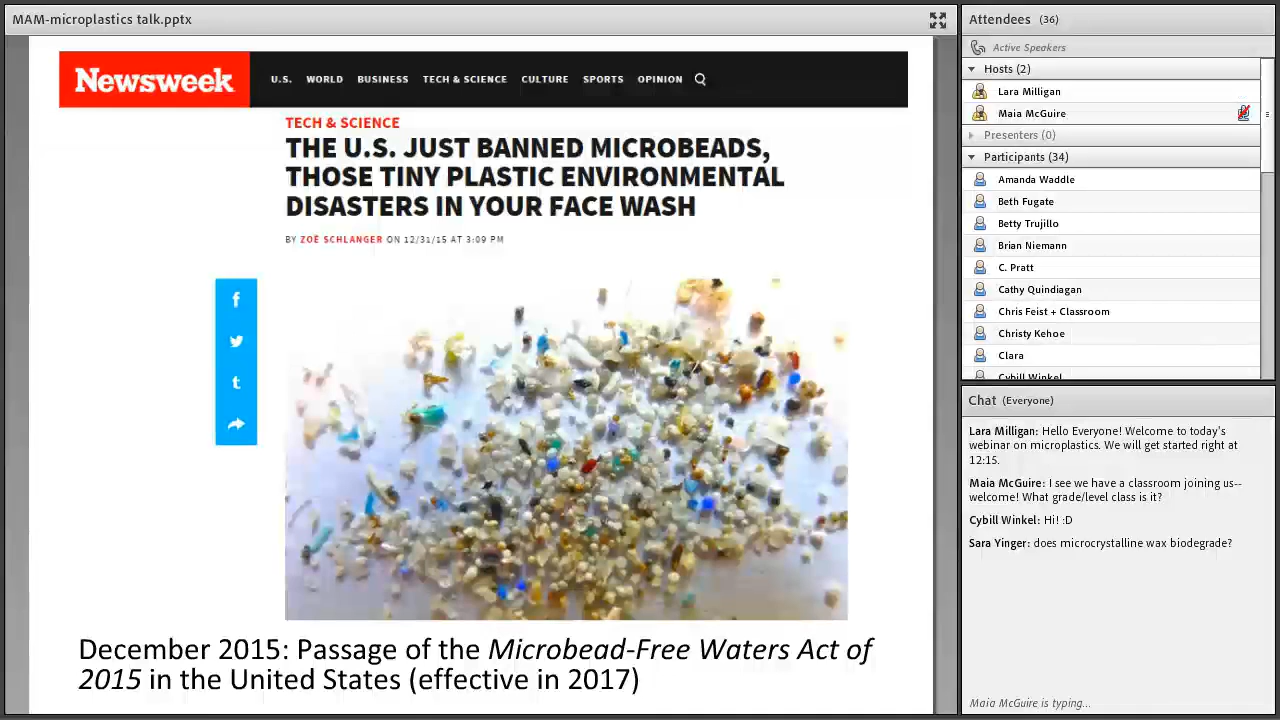 MAM-microplastics talk.pptx
Newsweek
U.S. WORLD BUSINESS TECH & SCIENCE CULTURE SPORTS OPINION
TECH & SCIENCE
THE U.S. JUST BANNED MICROBEADS,
THOSE TINY PLASTIC ENVIRONMENTAL
DISASTERS IN YOUR FACE WASH
BY ZOË SCHLANGER ON 12/31/15 AT 3:09 PM
December 2015: Passage of the Microbead-Free Waters Act of
2015 in the United States (effective in 2017)
Attendees (36)
Active Speakers
Hosts (2)
Lara Milligan
Maia McGuire
Presenters (0)
Participants (34)
Amanda Waddle
Beth Fugate
Betty Trujillo
Brian Niemann
C. Pratt
Cathy Quindiagan
Chris Feist + Classroom
Christy Kehoe
Clara
Cybill Winkel
Chat (Everyone)
Lara Milligan: Hello Everyone! Welcome to today's
webinar on microplastics. We will get started right at
12:15.
Maia McGuire: I see we have a classroom joining us--
welcome! What grade/level class is it?
Cybill Winkel: Hi! :D
Sara Yinger: does microcrystalline wax biodegrade?
Maia McGuire is typing...